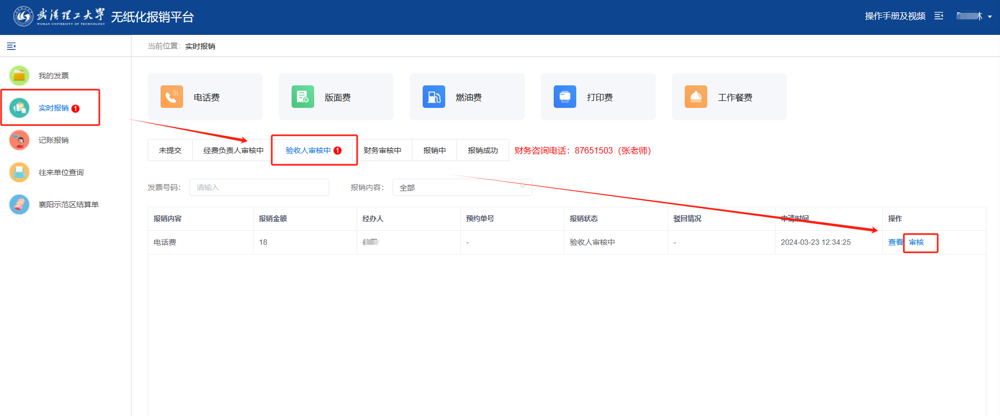 武汉理工大学
WUHAN UNIVERSITY OF TECHNOLOGY
无纸化报销平台
操作手册及视频
当前位置: 实时报销
我的发票
实时报销 1
记账报销
往来单位查询
襄阳示范区结算单
电话费 版面费 燃油费 打印费 工作餐费
未提交 经费负责人审核中 验收人审核中 1 财务审核中 报销中 报销成功 财务咨询电话：87651503（张老师）
发票号码： 请输入 报销内容： 全部
报销内容 报销金额 经办人 预约单号 报销状态 驳回情况 申请时间 操作
电话费 18 - 验收人审核中 - 2024-03-23 12:34:25 查看 审核